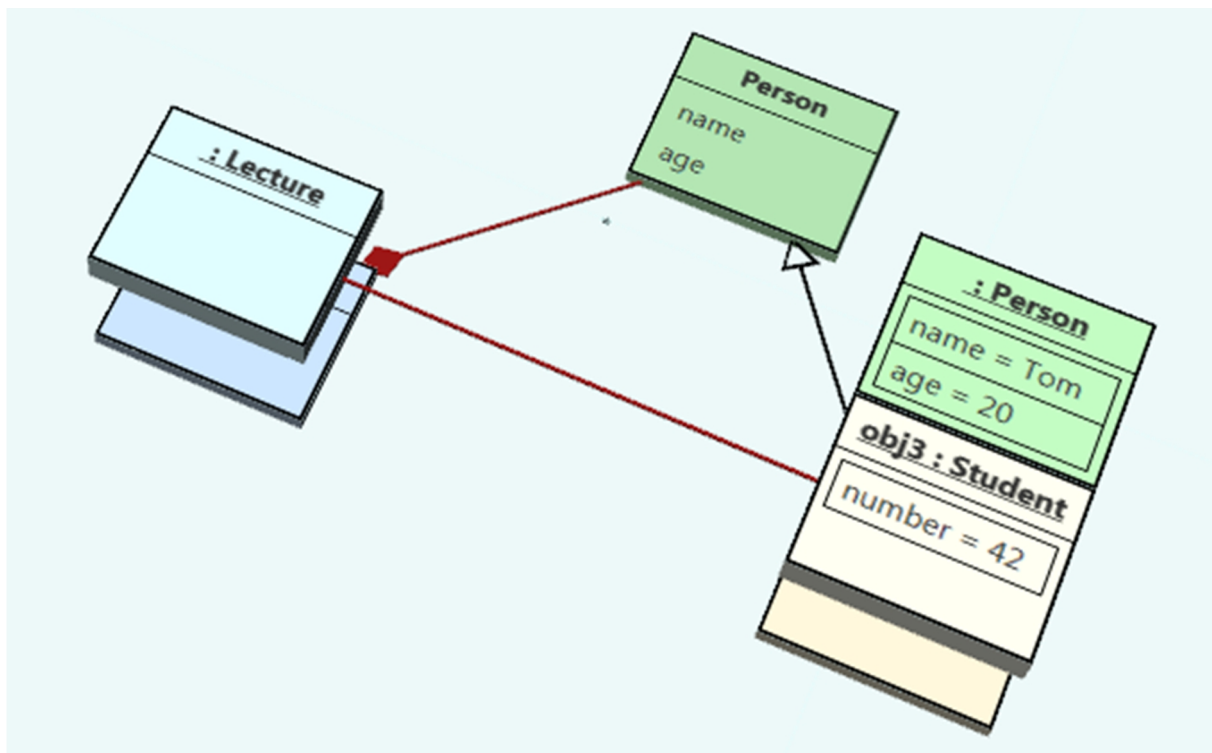 : Lecture
Person
name
age
: Person
name = Tom
age = 20
obj3 : Student
number = 42